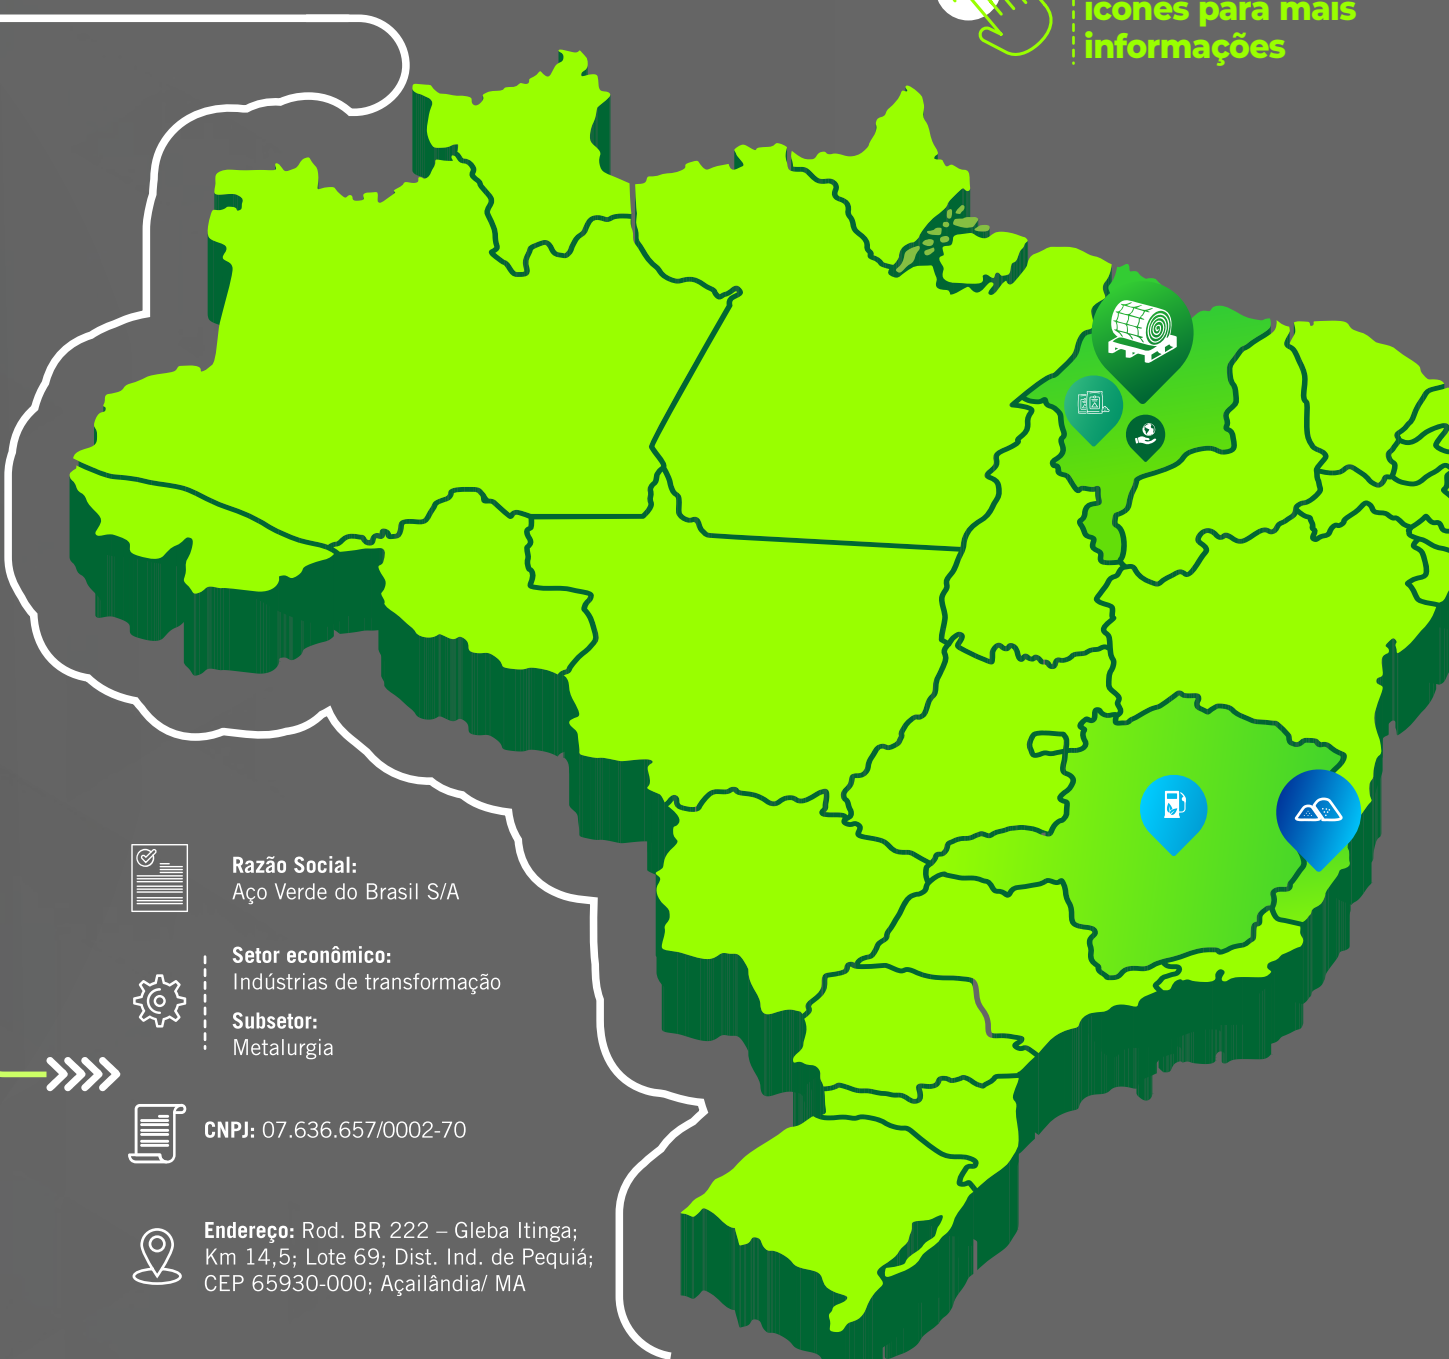 ícones para mais
informações
Razão Social:
Aço Verde do Brasil S/A
Setor econômico:
Indústrias de transformação
Subsetor:
Metalurgia
CNPJ: 07.636.657/0002-70
Endereço: Rod. BR 222 – Gleba Itinga;
Km 14,5; Lote 69; Dist. Ind. de Pequiá;
CEP 65930-000; Açailândia/ MA